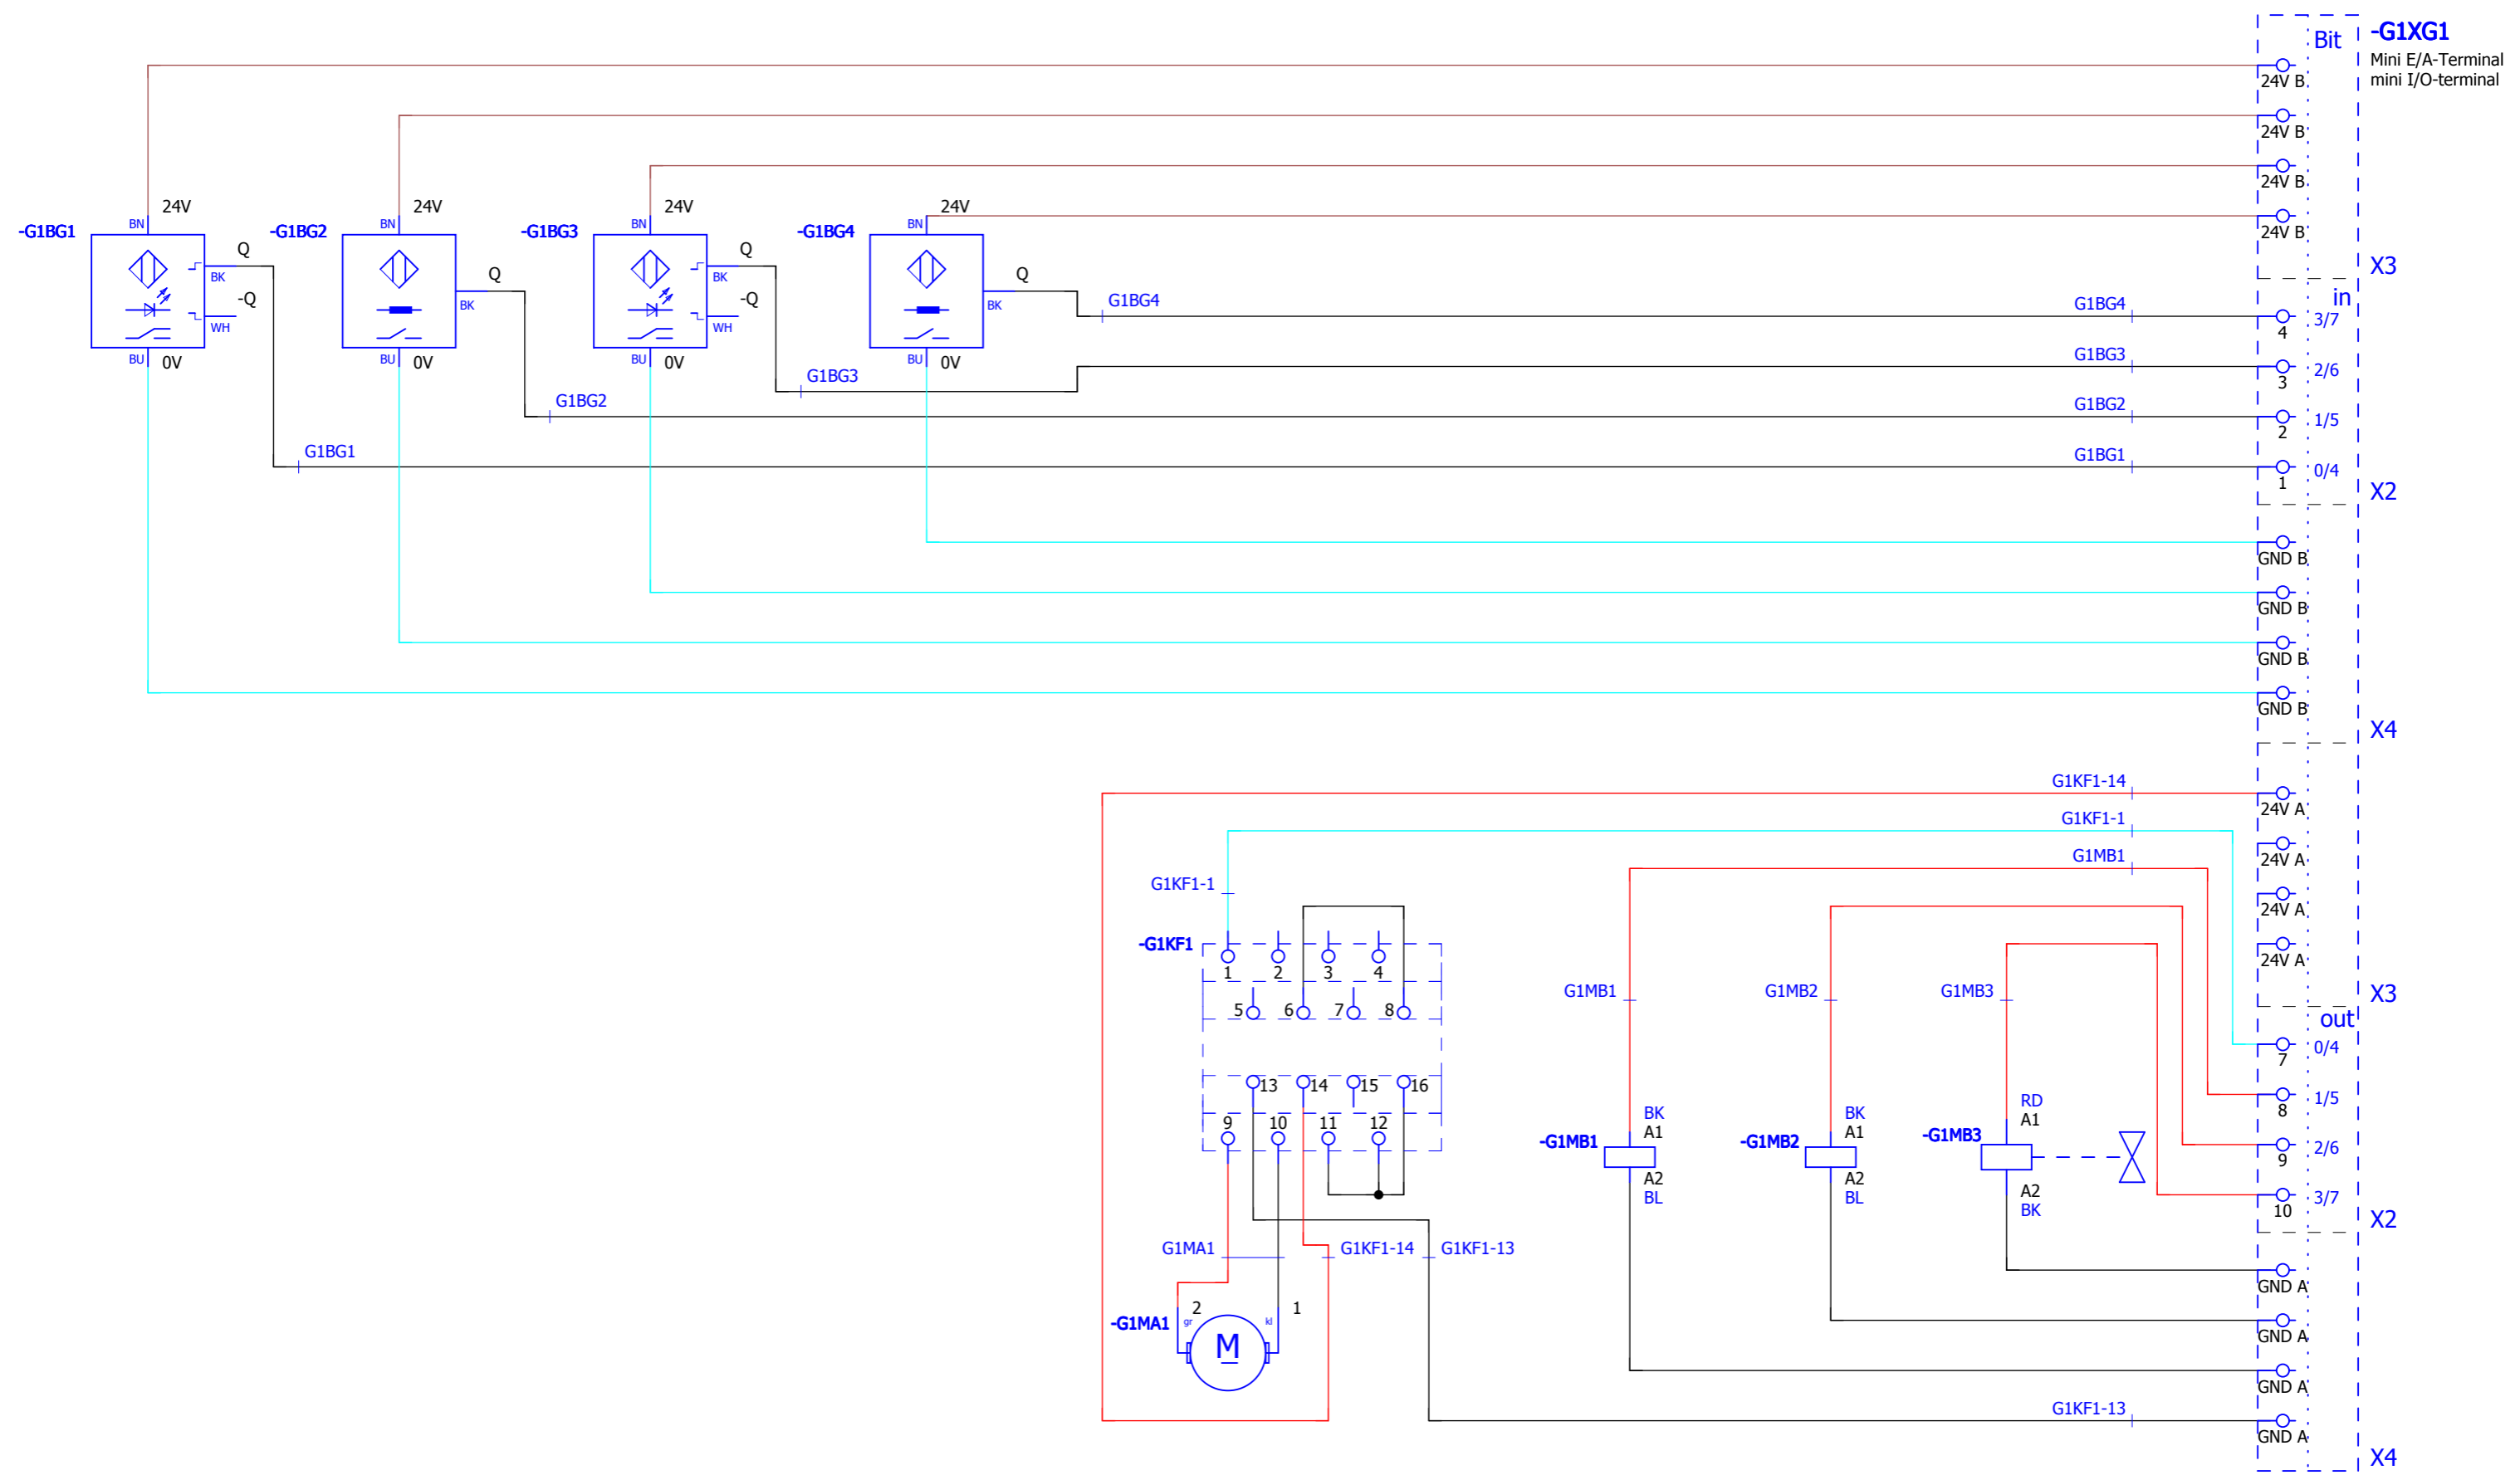 -G1XG1
Bit
Mini E/A-Terminal
mini I/O-terminal
24V B
24V B
24V B
24V B
X3
24V
24V
24V
24V
-G1BG1
BN
Q
BK
-Q
WH
BU
0V
-G1BG2
BN
Q
BK
BU
0V
-G1BG3
BN
Q
BK
-Q
WH
BU
0V
-G1BG4
BN
Q
BK
BU
0V
in
G1BG4
G1BG4
3/7
4
G1BG3
G1BG3
2/6
3
G1BG2
G1BG2
1/5
2
G1BG1
G1BG1
0/4
1
X2
GND B
GND B
GND B
GND B
X4
G1KF1-14
24V A
G1KF1-1
24V A
G1MB1
24V A
24V A
X3
G1KF1-1
-G1KF1
1
2
3
4
5
6
7
8
13
14
15
16
9
10
11
12
G1MB1
G1MB2
G1MB3
out
0/4
7
1/5
8
2/6
9
3/7
10
X2
BK
A1
-G1MB1
A2
BL
BK
A1
-G1MB2
A2
BL
RD
A1
-G1MB3
A2
BK
G1MA1
G1KF1-14
G1KF1-13
2
1
gr
kl
-G1MA1
M
GND A
GND A
GND A
G1KF1-13
GND A
X4